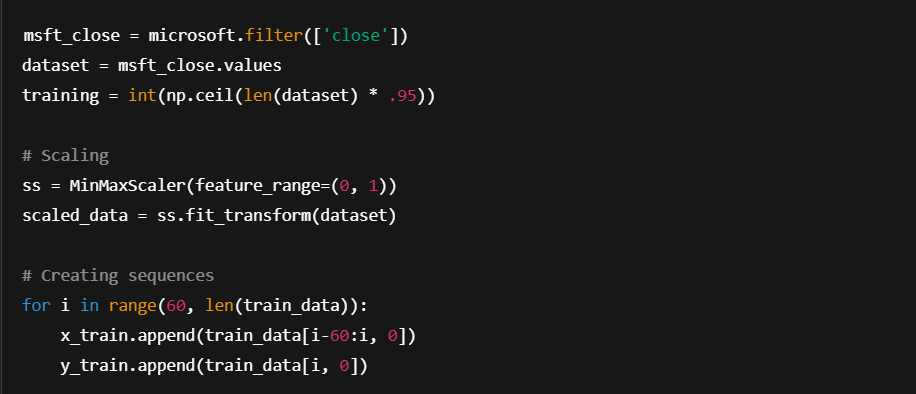 msft_close = microsoft.filter(['close'])
dataset = msft_close.values
training = int(np.ceil(len(dataset) * .95))
# Scaling
ss = MinMaxScaler(feature_range=(0, 1))
scaled_data = ss.fit_transform(dataset)
# Creating sequences
for i in range(60, len(train_data)):
    x_train.append(train_data[i-60:i, 0])
    y_train.append(train_data[i, 0])